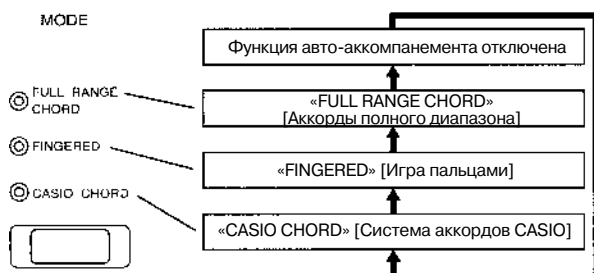 MODE
Функция авто-аккомпанемента отключена
FULL RANGE
CHORD
«FULL RANGE CHORD»
[Аккорды полного диапазона]
FINGERED
«FINGERED» [Игра пальцами]
CASIO CHORD
«CASIO CHORD» [Система аккордов CASIO]